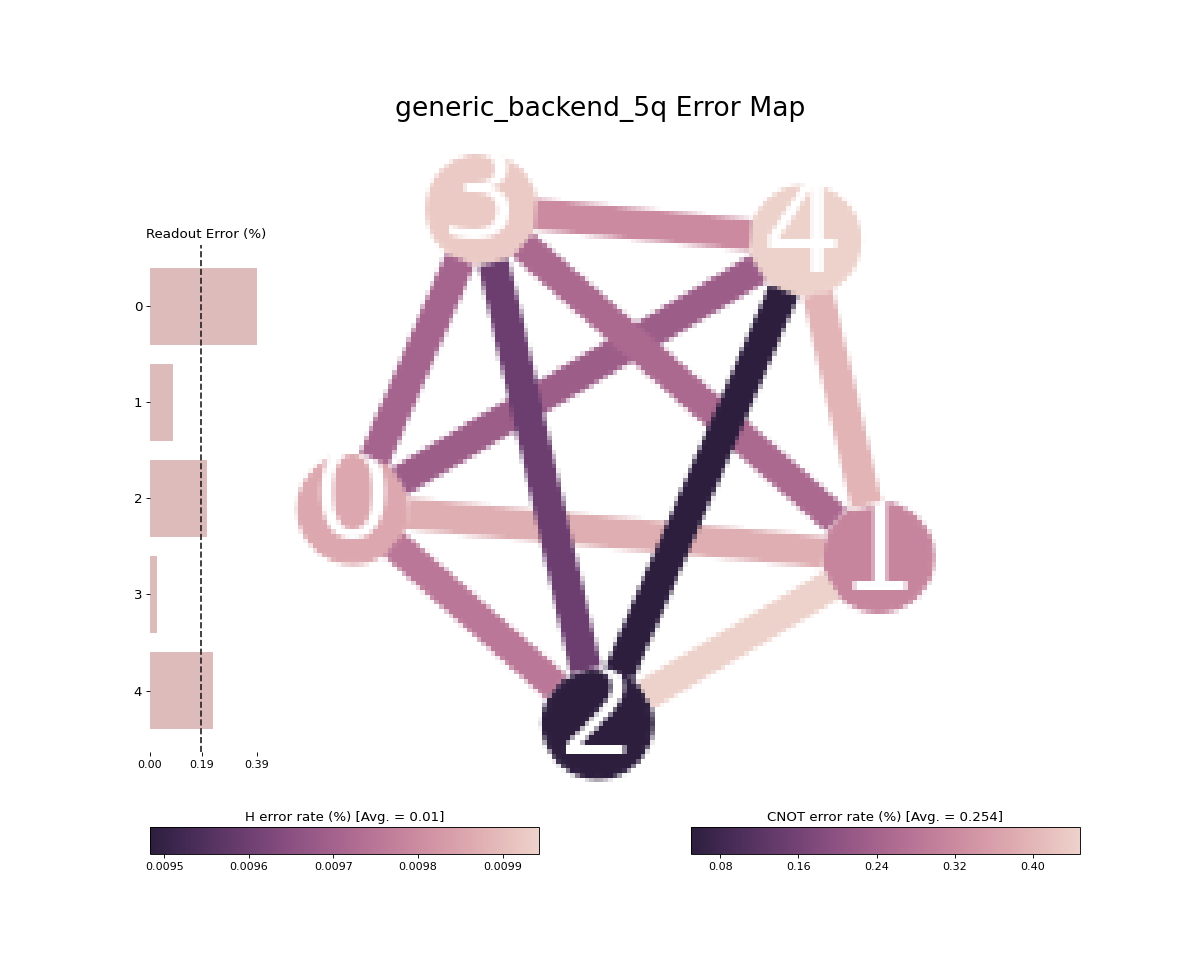 generic_backend_5q Error Map
3
4
Readout Error (%)
0
1
2
3
4
0.00 0.19 0.39
0
1
2
H error rate (%) [Avg. = 0.01]
0.0095 0.0096 0.0097 0.0098 0.0099
CNOT error rate (%) [Avg. = 0.254]
0.08 0.16 0.24 0.32 0.40